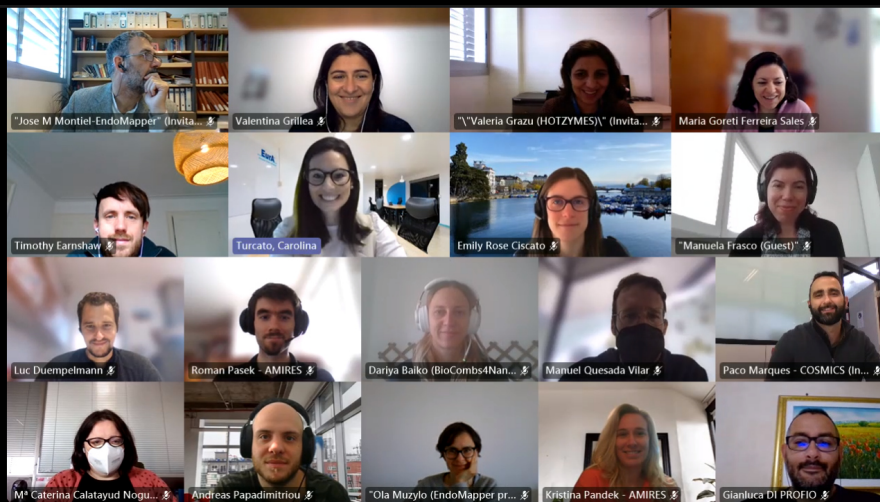 "Jose M Montiel-EndoMapper" (Invita...
Valentina Grillea
"\"Valeria Grazu (HOTZYMES)\" (Invita...
Maria Goreti Ferreira Sales
EurA
Timothy Earnshaw
Turcato, Carolina
Emily Rose Ciscato
"Manuela Frasco (Guest)"
Luc Duempelmann
Roman Pasek - AMIRES
Dariya Baiko (BioCombs4Nan...
Manuel Quesada Vilar
Paco Marques - COSMICS (In...
Mª Caterina Calatayud Nogu...
Andreas Papadimitriou
"Ola Muzylo (EndoMapper pr...
Kristina Pandek - AMIRES
Gianluca DI PROFIO